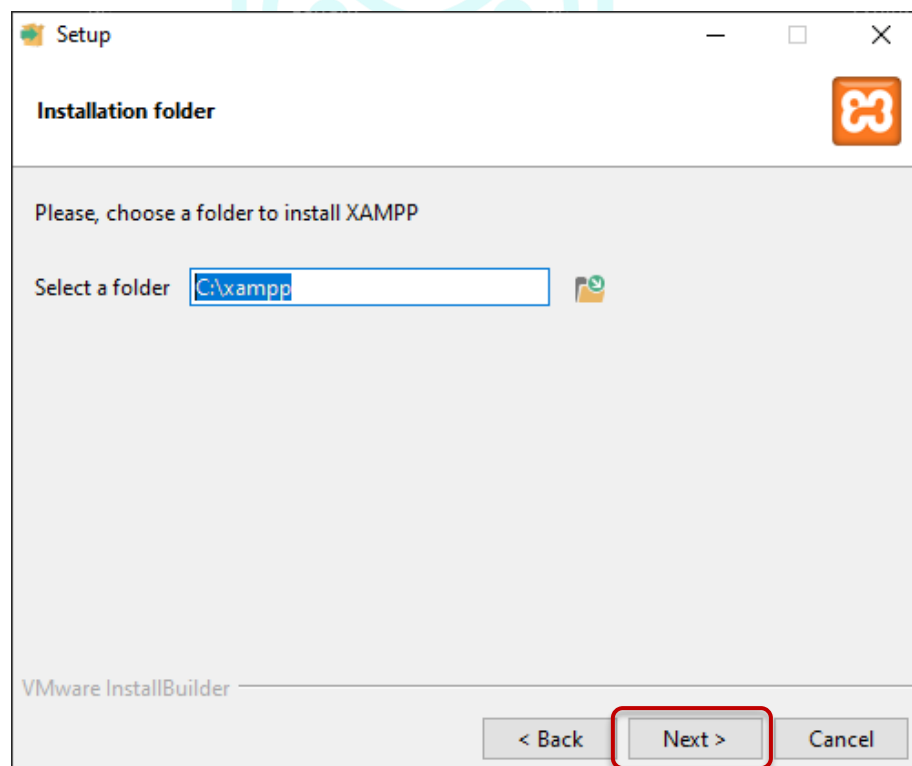 Setup
Installation folder
Please, choose a folder to install XAMPP
Select a folder C:\xampp
VMware InstallBuilder
< Back Next > Cancel